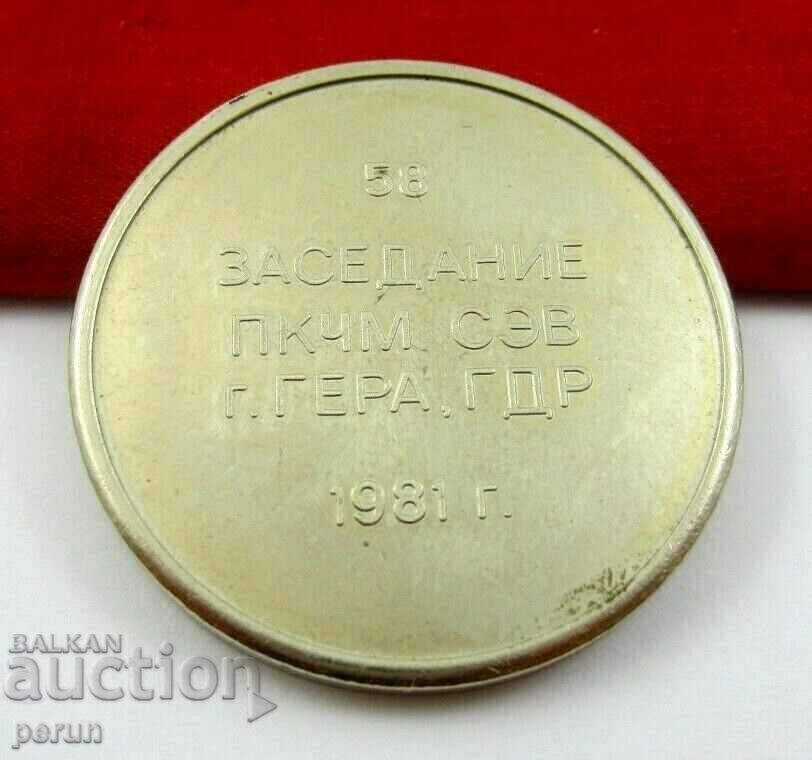 58
ЗАСЕДАНИЕ
ПКЧМ СЭВ
г. ГЕРА, ГДР
1981 г.
BALKAN
auction
perun